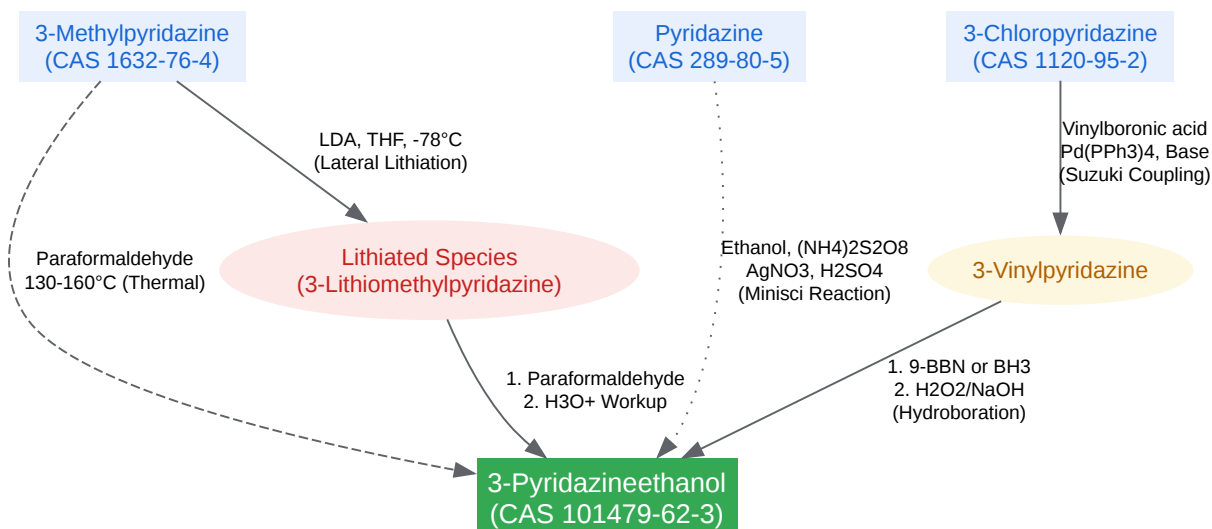 3-Methylpyridazine
(CAS 1632-76-4)
Pyridazine
(CAS 289-80-5)
3-Chloropyridazine
(CAS 1120-95-2)
LDA, THF, -78°C
(Lateral Lithiation)
Vinylboronic acid
Pd(PPh3)4, Base
(Suzuki Coupling)
Paraformaldehyde
130-160°C (Thermal)
Lithiated Species
(3-Lithiomethylpyridazine)
Ethanol, (NH4)2S2O8
AgNO3, H2SO4
(Minisci Reaction)
3-Vinylpyridazine
1. Paraformaldehyde
2. H3O+ Workup
1. 9-BBN or BH3
2. H2O2/NaOH
(Hydroboration)
3-Pyridazineethanol
(CAS 101479-62-3)